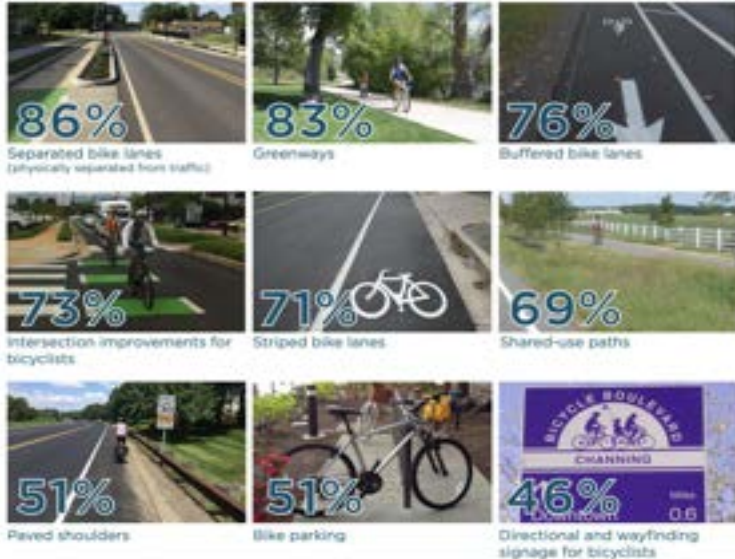 86%
Separated bike lanes
(physically separated from traffic)
83%
Greenways
76%
Buffered bike lanes
73%
Intersection improvements for
bicyclists
71%
Striped bike lanes
69%
Shared-use paths
51%
Paved shoulders
51%
Bike parking
BICYCLE BOULEVARD
CHANNING
46%
Downtown
Miles
0.6
Directional and wayfinding
signage for bicyclists